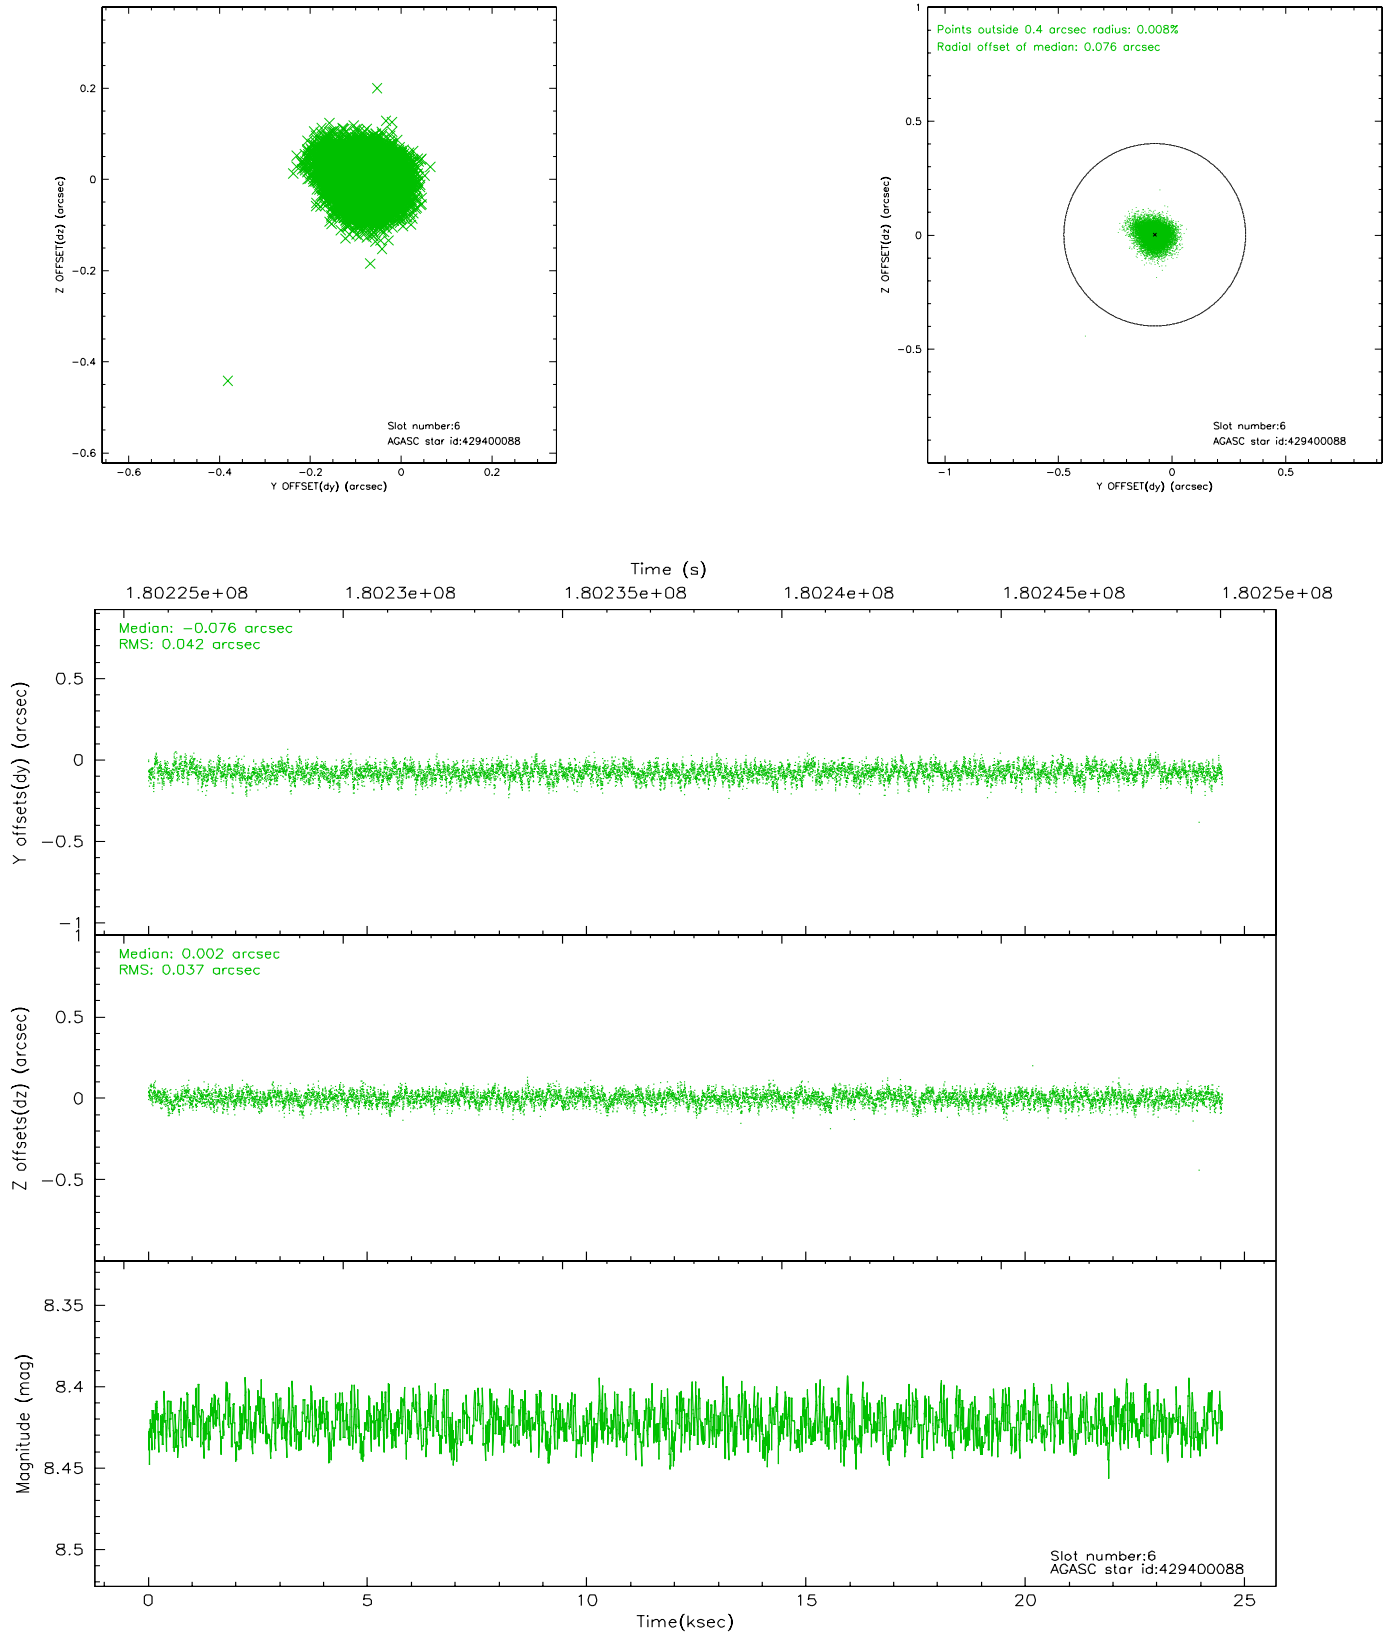 0.2
0
−0.2
−0.4
−0.6
Z OFFSET(dz) (arcsec)
Slot number:6
AGASC star id:429400088
−0.6 −0.4 −0.2 0 0.2
Y OFFSET(dy) (arcsec)
1
0.5
0
−0.5
Z OFFSET(dz) (arcsec)
Points outside 0.4 arcsec radius: 0.008%
Radial offset of median: 0.076 arcsec
Slot number:6
AGASC star id:429400088
−1 −0.5 0 0.5
Y OFFSET(dy) (arcsec)
Time (s)
1.80225e+08 1.8023e+08 1.80235e+08 1.8024e+08 1.80245e+08 1.8025e+08
Median: −0.076 arcsec
RMS: 0.042 arcsec
0.5
0
−0.5
−1
Y offsets(dy) (arcsec)
Median: 0.002 arcsec
RMS: 0.037 arcsec
1
0.5
0
−0.5
Z offsets(dz) (arcsec)
8.35
8.4
8.45
8.5
Magnitude (mag)
Slot number:6
AGASC star id:429400088
0 5 10 15 20 25
Time(ksec)